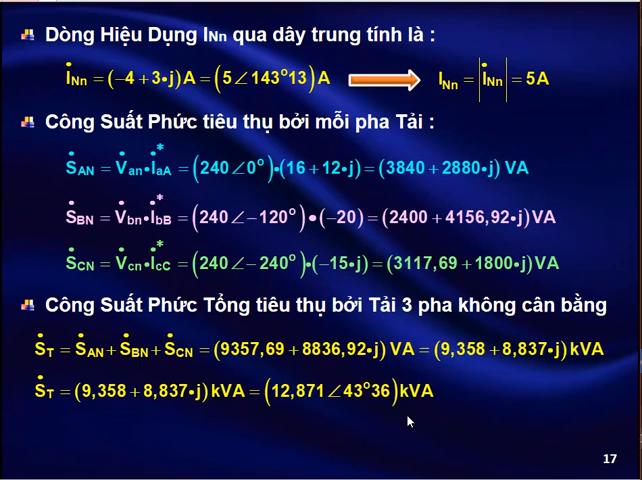 Dòng Hiệu Dụng INn qua dây trung tính là :
İNn = (−4 + 3•j) A = (5 ∠ 143°13) A INn = |İNn| = 5 A
Công Suất Phức tiêu thụ bởi mỗi pha Tải :
ṠAN = V̇an • İaA* = (240 ∠ 0°) • (16 + 12•j) = (3840 + 2880•j) VA
ṠBN = V̇bn • İbB* = (240 ∠ −120°) • (−20) = (2400 + 4156,92•j) VA
ṠCN = V̇cn • İcC* = (240 ∠ −240°) • (−15•j) = (3117,69 + 1800•j) VA
Công Suất Phức Tổng tiêu thụ bởi Tải 3 pha không cân bằng
ṠT = ṠAN + ṠBN + ṠCN = (9357,69 + 8836,92•j) VA = (9,358 + 8,837•j) kVA
ṠT = (9,358 + 8,837•j) kVA = (12,871 ∠ 43°36) kVA
17